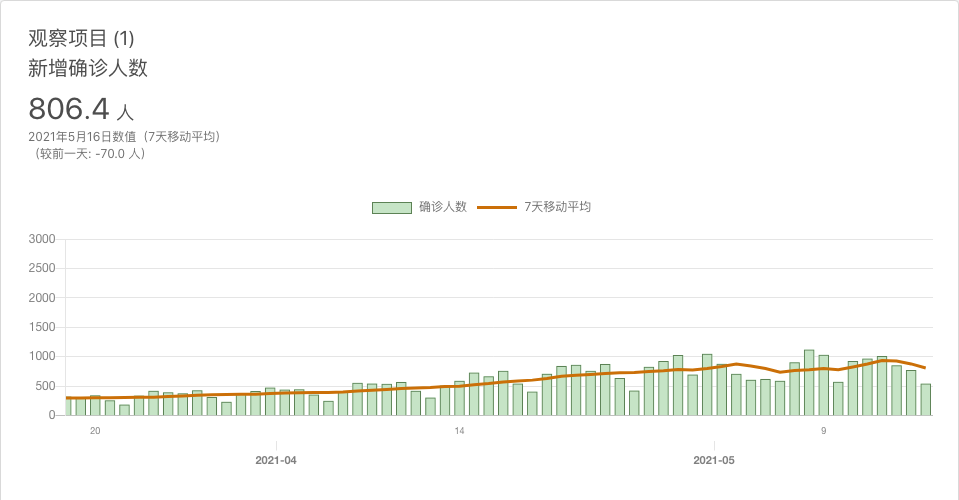 观察项目 (1)
新增确诊人数
806.4 人
2021年5月16日数值（7天移动平均）
（较前一天: -70.0 人）
确诊人数 7天移动平均
3000
2500
2000
1500
1000
500
0
20 14 9
2021-04 2021-05